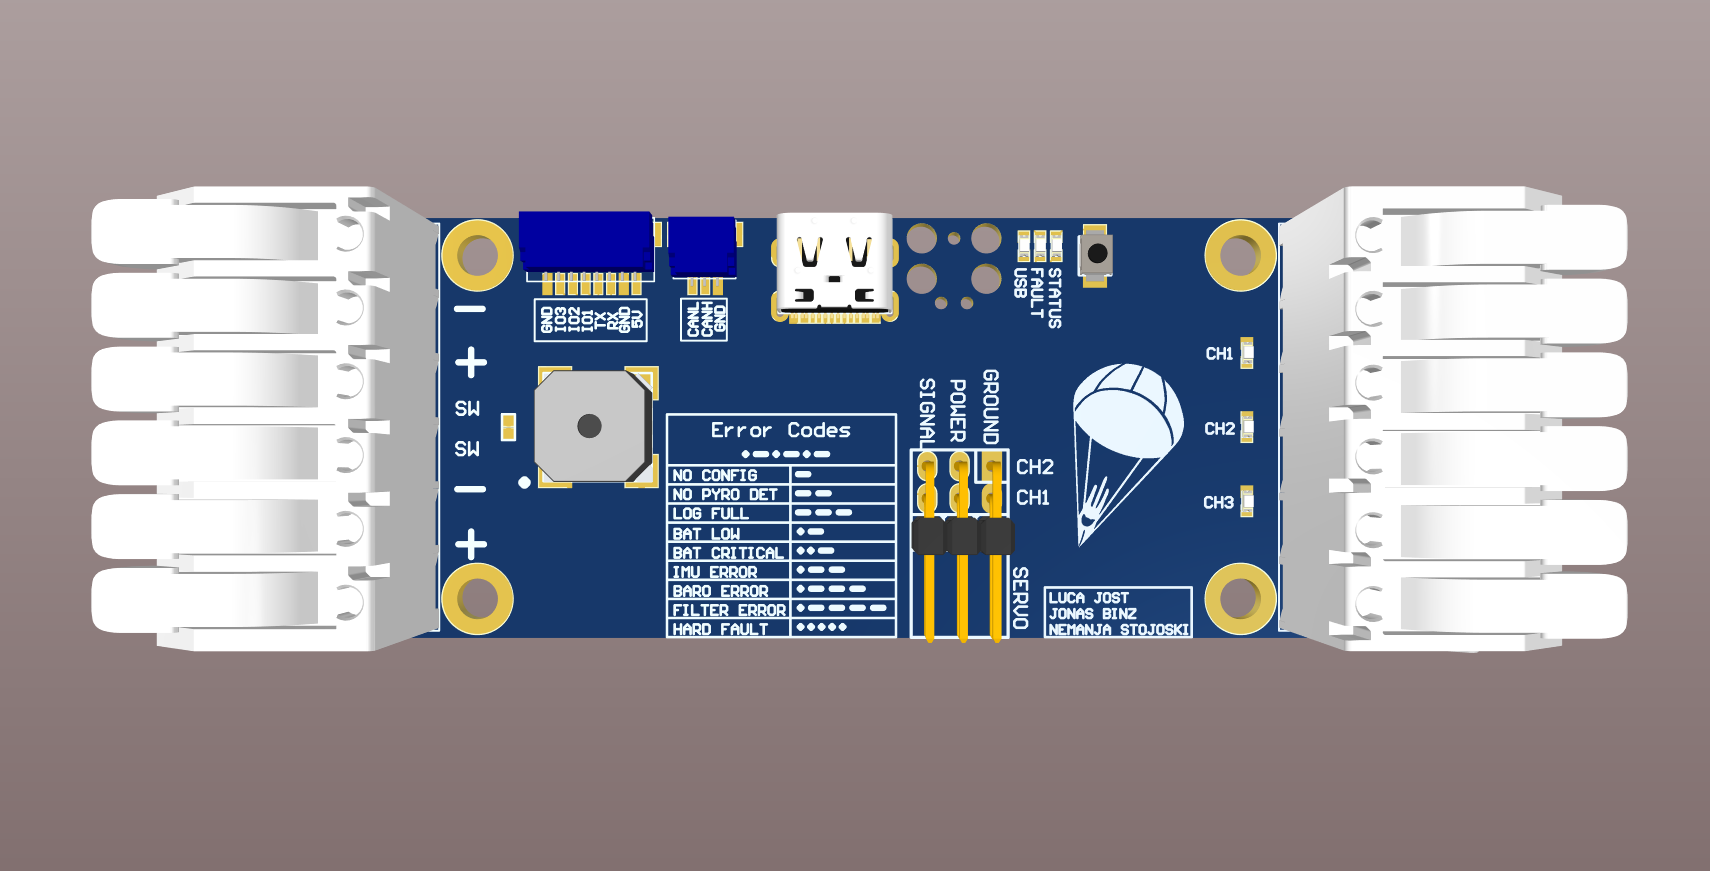 GND
IO3
IO2
IO1
TX
RX
GND
5V
CANL
CANH
GND
USB
FAULT
STATUS
SW
SW
Error Codes
NO CONFIG
NO PYRO DET
LOG FULL
BAT LOW
BAT CRITICAL
IMU ERROR
BARO ERROR
FILTER ERROR
HARD FAULT
SIGNAL
POWER
GROUND
CH2
CH1
SERVO
CH1
CH2
CH3
LUCA JOST
JONAS BINZ
NEMANJA STOJOSKI